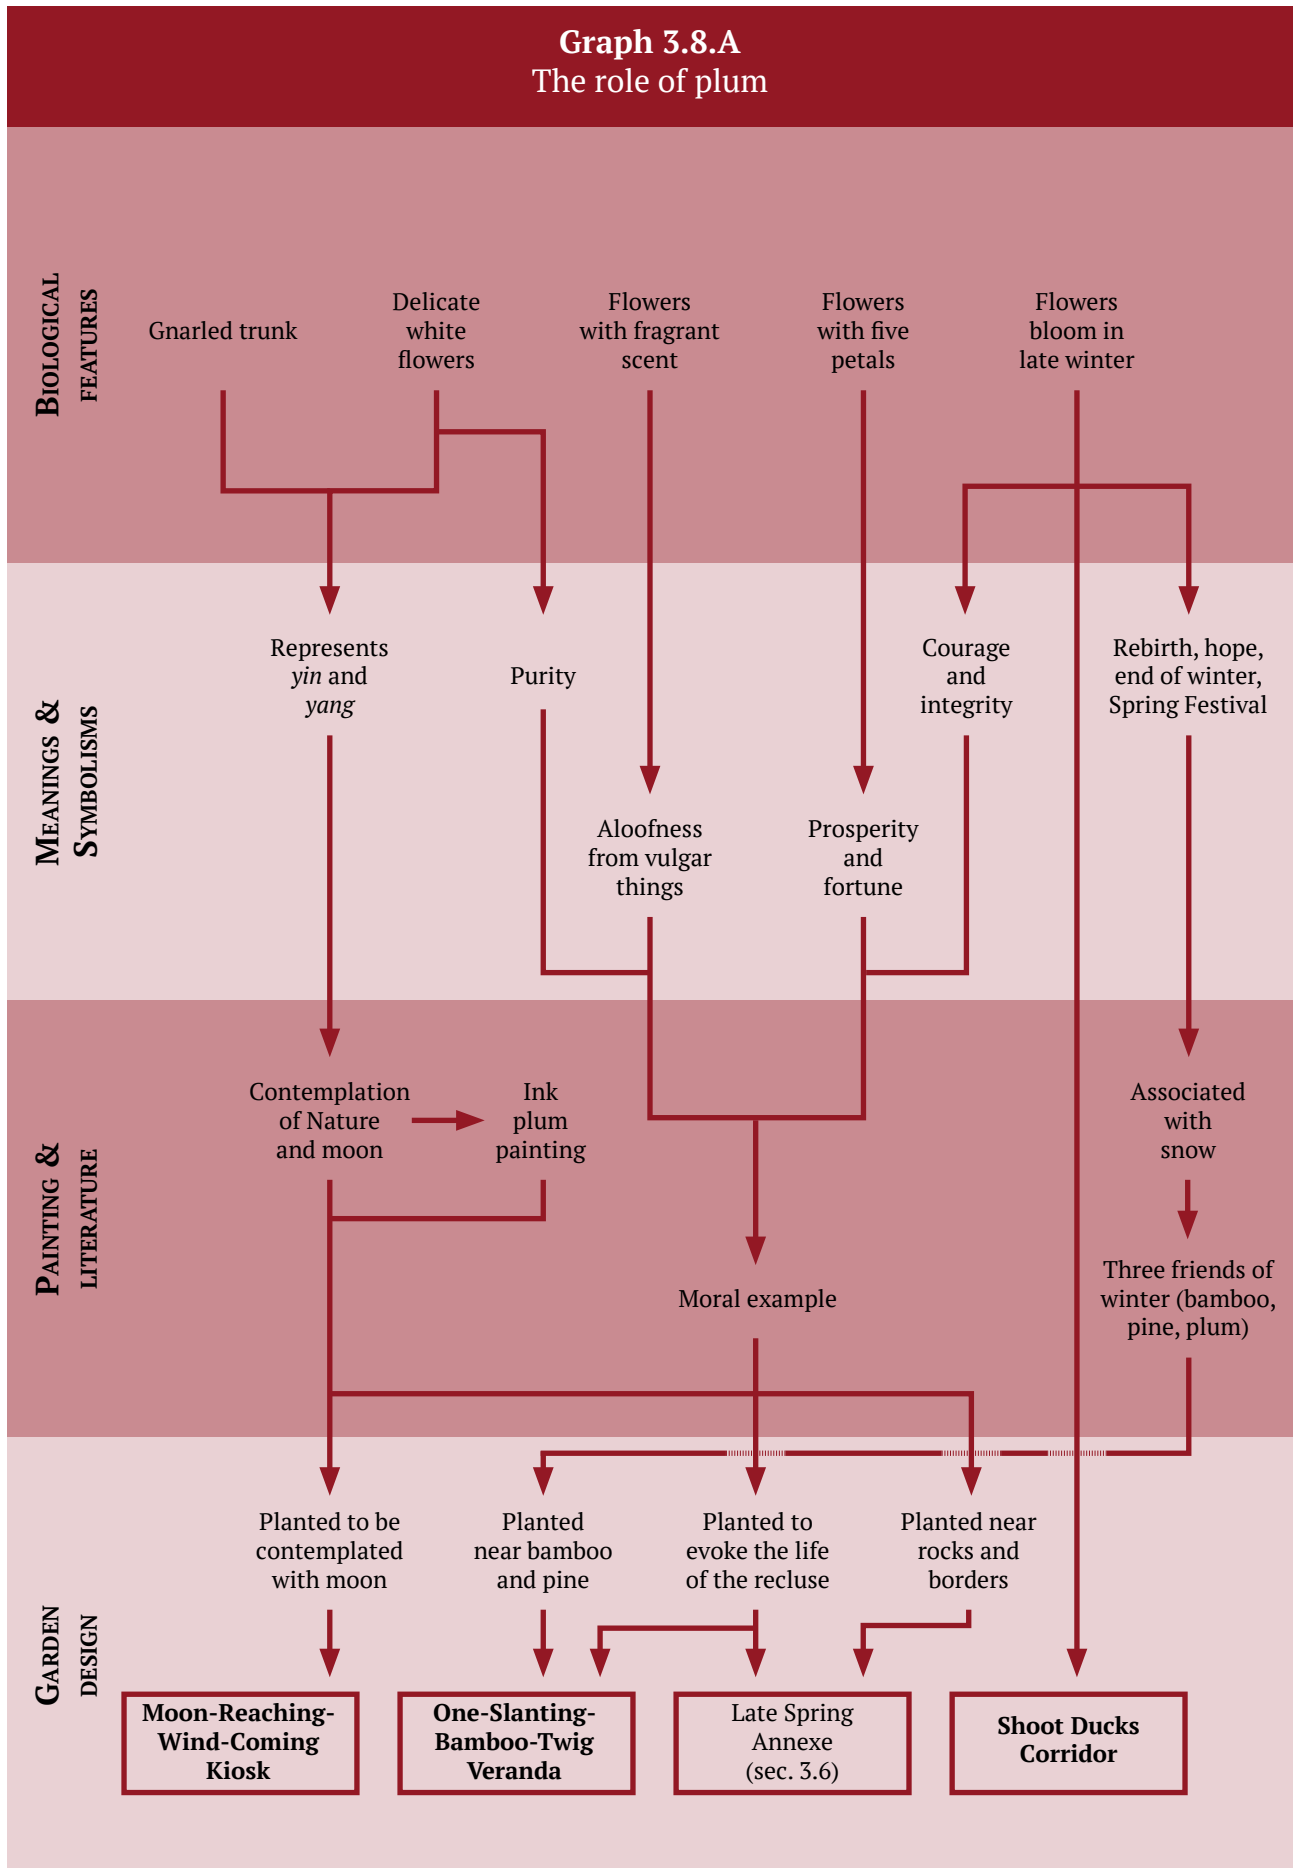 Graph 3.8.A
The role of plum
BIOLOGICAL
FEATURES
Gnarled trunk
Delicate
white
flowers
Flowers
with fragrant
scent
Flowers
with five
petals
Flowers
bloom in
late winter
MEANINGS &
SYMBOLISMS
Represents
yin and
yang
Purity
Aloofness
from vulgar
things
Prosperity
and
fortune
Courage
and
integrity
Rebirth, hope,
end of winter,
Spring Festival
PAINTING &
LITERATURE
Contemplation
of Nature
and moon
Ink
plum
painting
Moral example
Associated
with
snow
Three friends of
winter (bamboo,
pine, plum)
GARDEN
DESIGN
Planted to be
contemplated
with moon
Planted
near bamboo
and pine
Planted to
evoke the life
of the recluse
Planted near
rocks and
borders
Moon-Reaching-
Wind-Coming
Kiosk
One-Slanting-
Bamboo-Twig
Veranda
Late Spring
Annexe
(sec. 3.6)
Shoot Ducks
Corridor